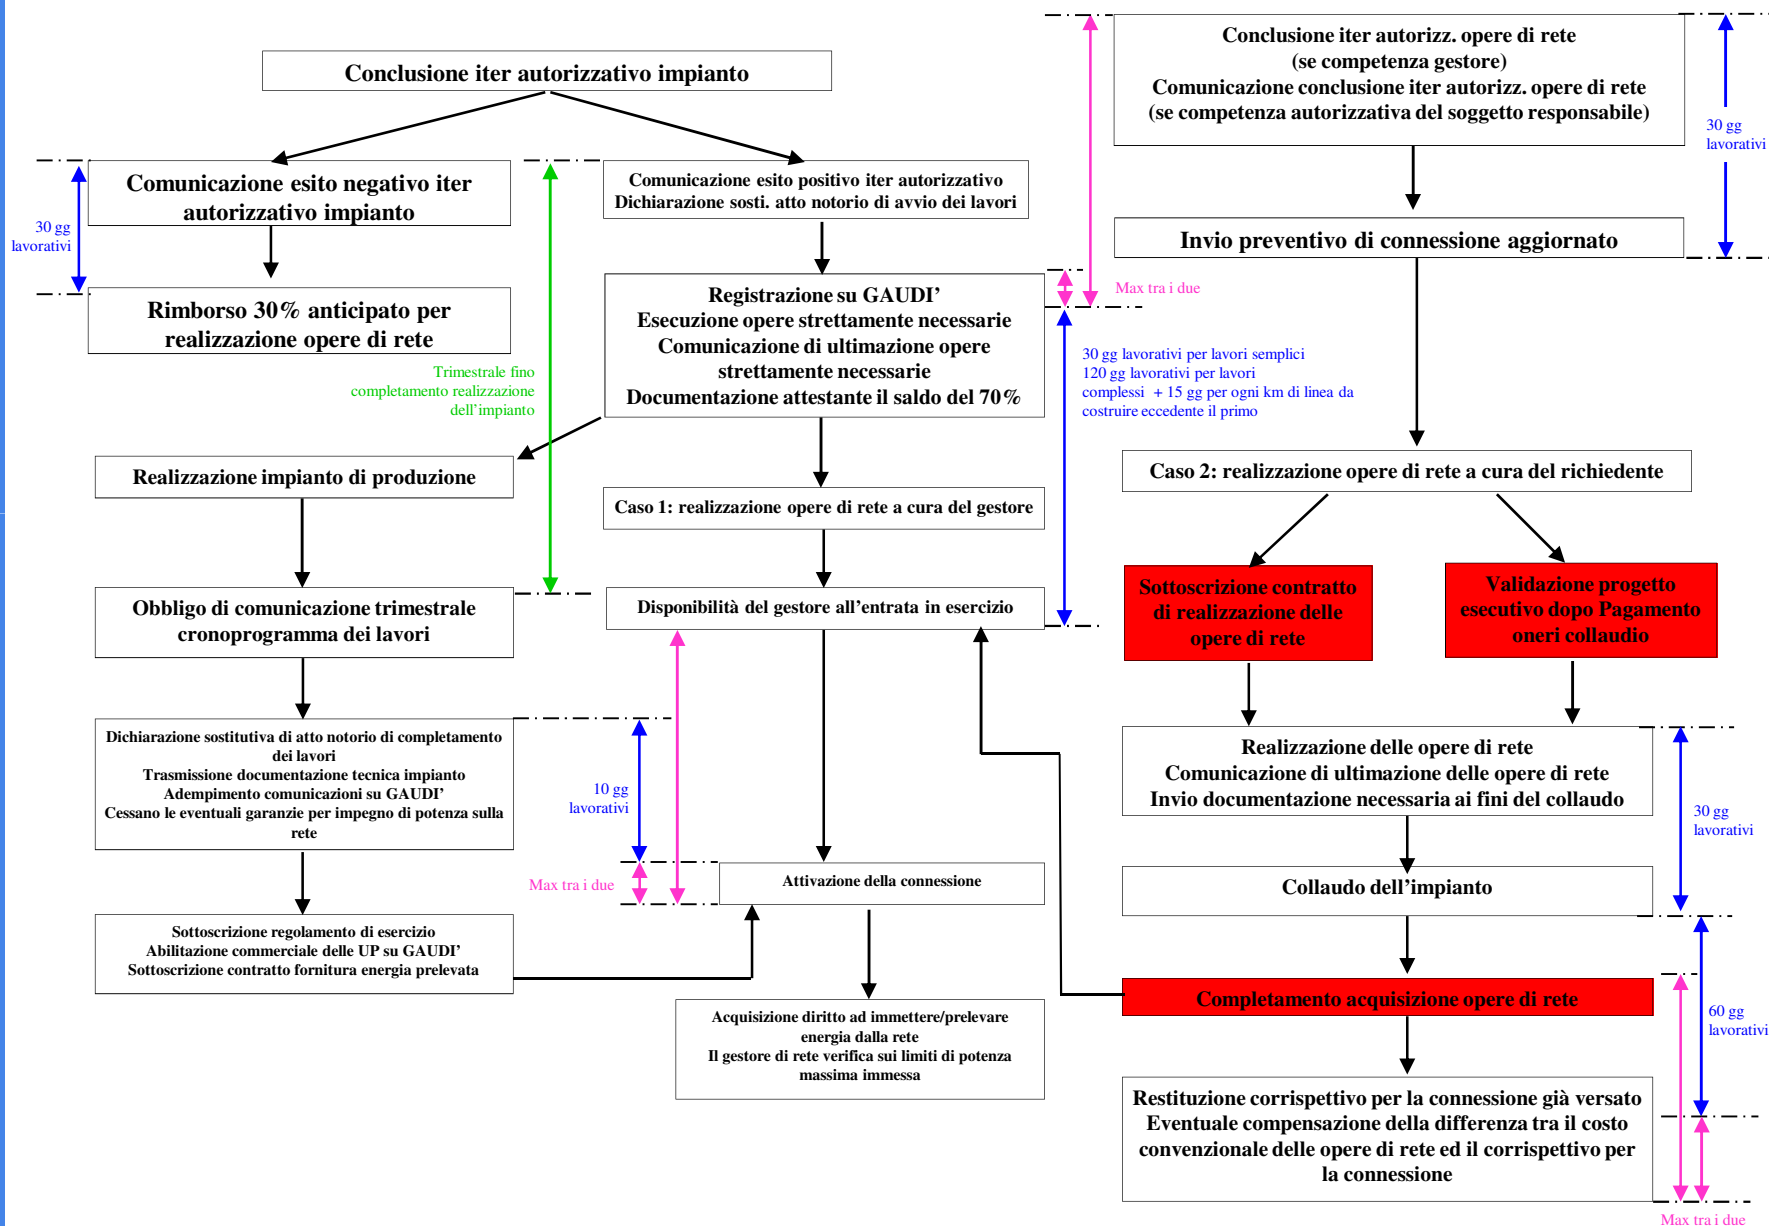 Conclusione iter autorizzativo impianto
Comunicazione esito negativo iter
autorizzativo impianto
30 gg
lavorativi
Rimborso 30% anticipato per
realizzazione opere di rete
Comunicazione esito positivo iter autorizzativo
Dichiarazione sosti. atto notorio di avvio dei lavori
Registrazione su GAUDI’
Esecuzione opere strettamente necessarie
Comunicazione di ultimazione opere
strettamente necessarie
Documentazione attestante il saldo del 70%
Trimestrale fino
completamento realizzazione
dell’impianto
Realizzazione impianto di produzione
Caso 1: realizzazione opere di rete a cura del gestore
Obbligo di comunicazione trimestrale
cronoprogramma dei lavori
Disponibilità del gestore all’entrata in esercizio
Dichiarazione sostitutiva di atto notorio di completamento
dei lavori
Trasmissione documentazione tecnica impianto
Adempimento comunicazioni su GAUDI’
Cessano le eventuali garanzie per impegno di potenza sulla
rete
10 gg
lavorativi
Max tra i due
Attivazione della connessione
Sottoscrizione regolamento di esercizio
Abilitazione commerciale delle UP su GAUDI’
Sottoscrizione contratto fornitura energia prelevata
Acquisizione diritto ad immettere/prelevare
energia dalla rete
Il gestore di rete verifica sui limiti di potenza
massima immessa
Conclusione iter autorizz. opere di rete
(se competenza gestore)
Comunicazione conclusione iter autorizz. opere di rete
(se competenza autorizzativa del soggetto responsabile)
30 gg
lavorativi
Invio preventivo di connessione aggiornato
Max tra i due
30 gg lavorativi per lavori semplici
120 gg lavorativi per lavori
complessi + 15 gg per ogni km di linea da
costruire eccedente il primo
Caso 2: realizzazione opere di rete a cura del richiedente
Sottoscrizione contratto
di realizzazione delle
opere di rete
Validazione progetto
esecutivo dopo Pagamento
oneri collaudio
Realizzazione delle opere di rete
Comunicazione di ultimazione delle opere di rete
Invio documentazione necessaria ai fini del collaudo
30 gg
lavorativi
Collaudo dell’impianto
Completamento acquisizione opere di rete
60 gg
lavorativi
Restituzione corrispettivo per la connessione già versato
Eventuale compensazione della differenza tra il costo
convenzionale delle opere di rete ed il corrispettivo per
la connessione
Max tra i due